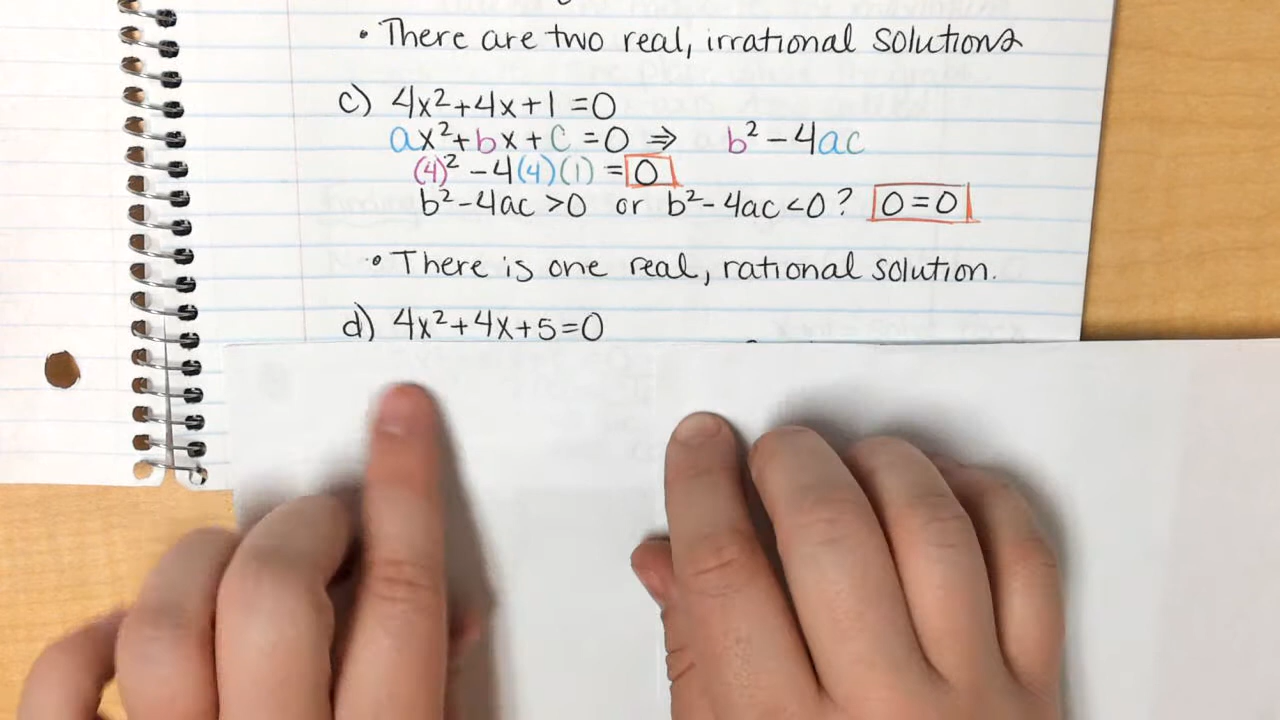 • There are two real, irrational solutions
c) 4x²+4x+1=0
ax²+bx+c=0 ⇒ b²-4ac
(4)²-4(4)(1)=0
b²-4ac>0 or b²-4ac<0? 0=0
• There is one real, rational solution.
d) 4x²+4x+5=0